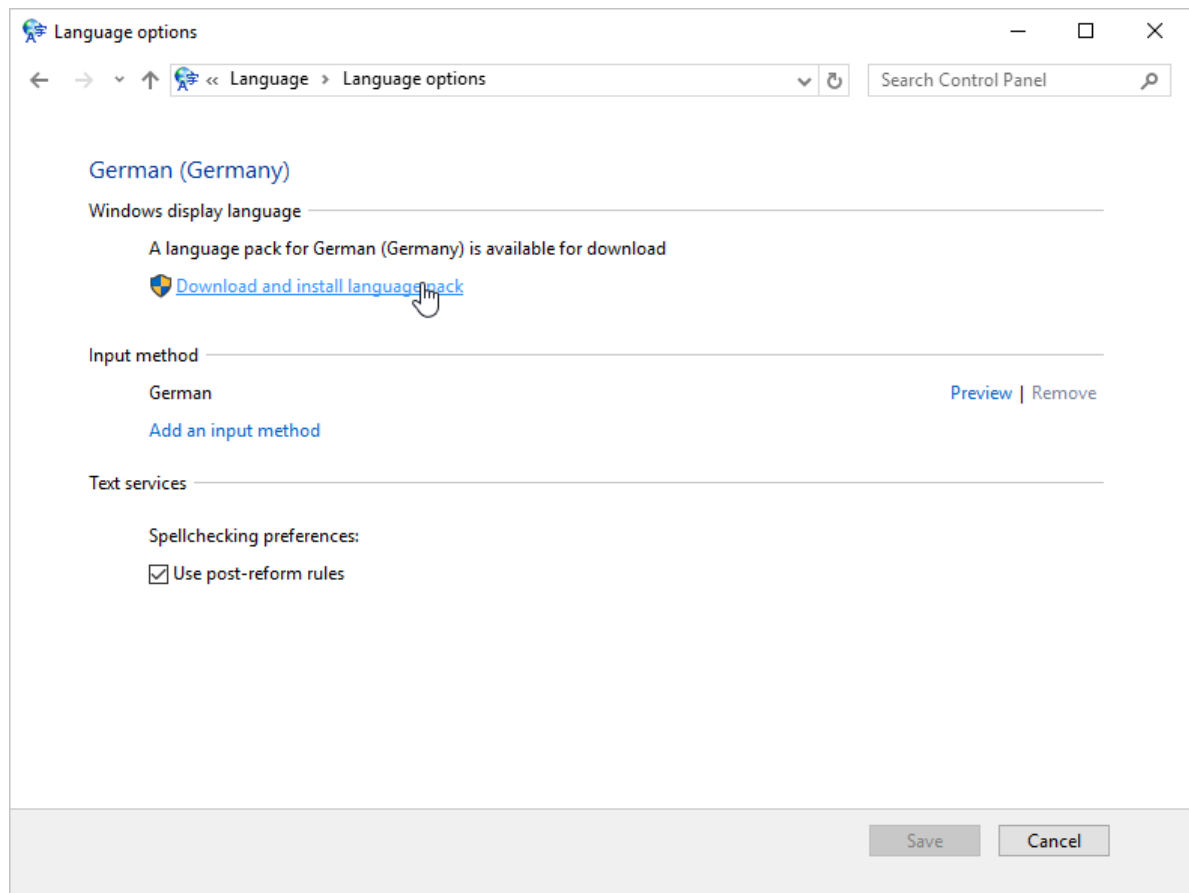 Language options
« Language > Language options
Search Control Panel
German (Germany)
Windows display language
A language pack for German (Germany) is available for download
Download and install language pack
Input method
German
Preview | Remove
Add an input method
Text services
Spellchecking preferences:
Use post-reform rules
Save
Cancel